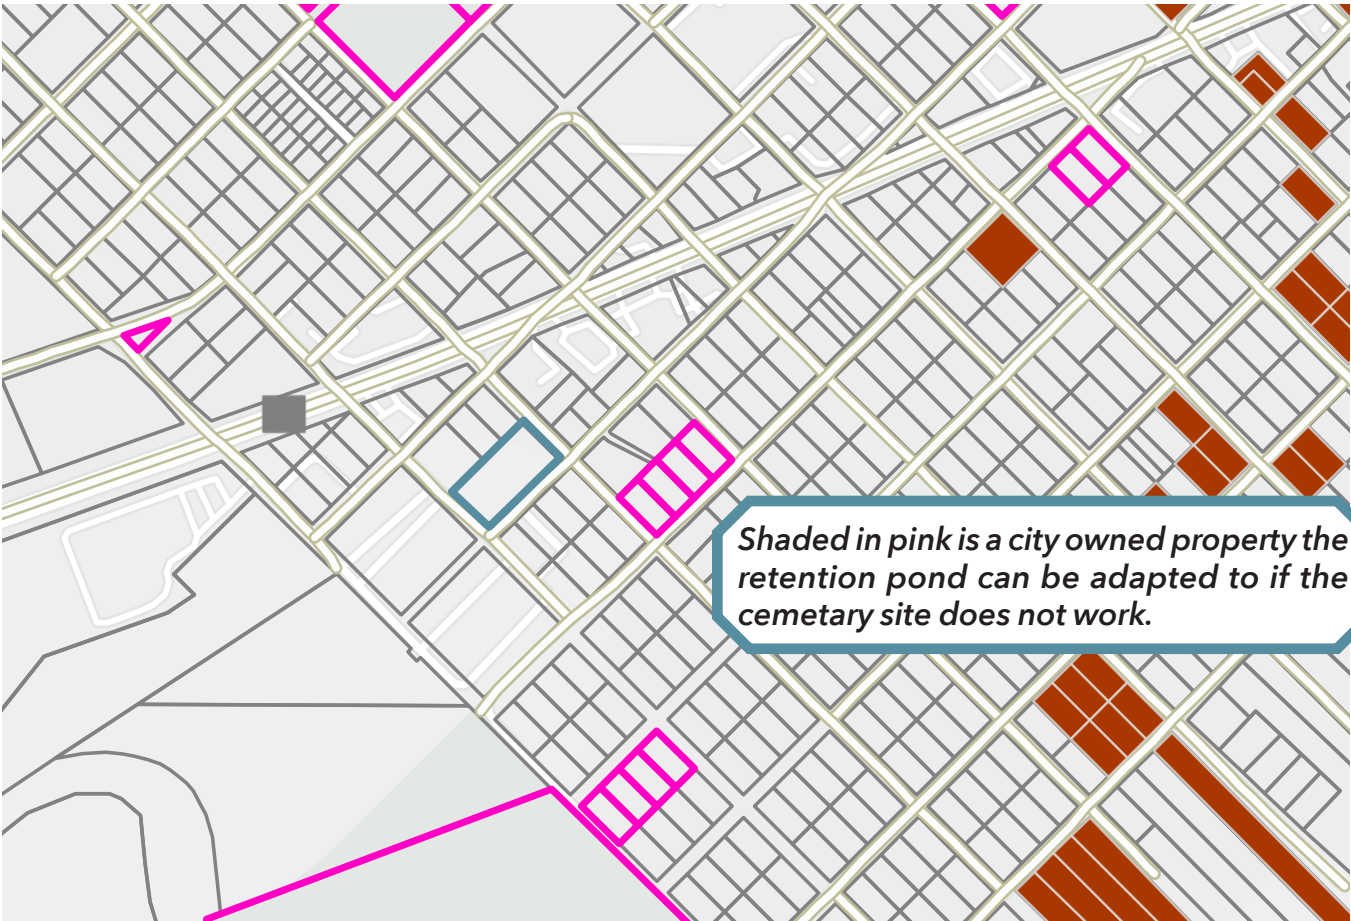 Shaded in pink is a city owned property the
retention pond can be adapted to if the
cemetary site does not work.